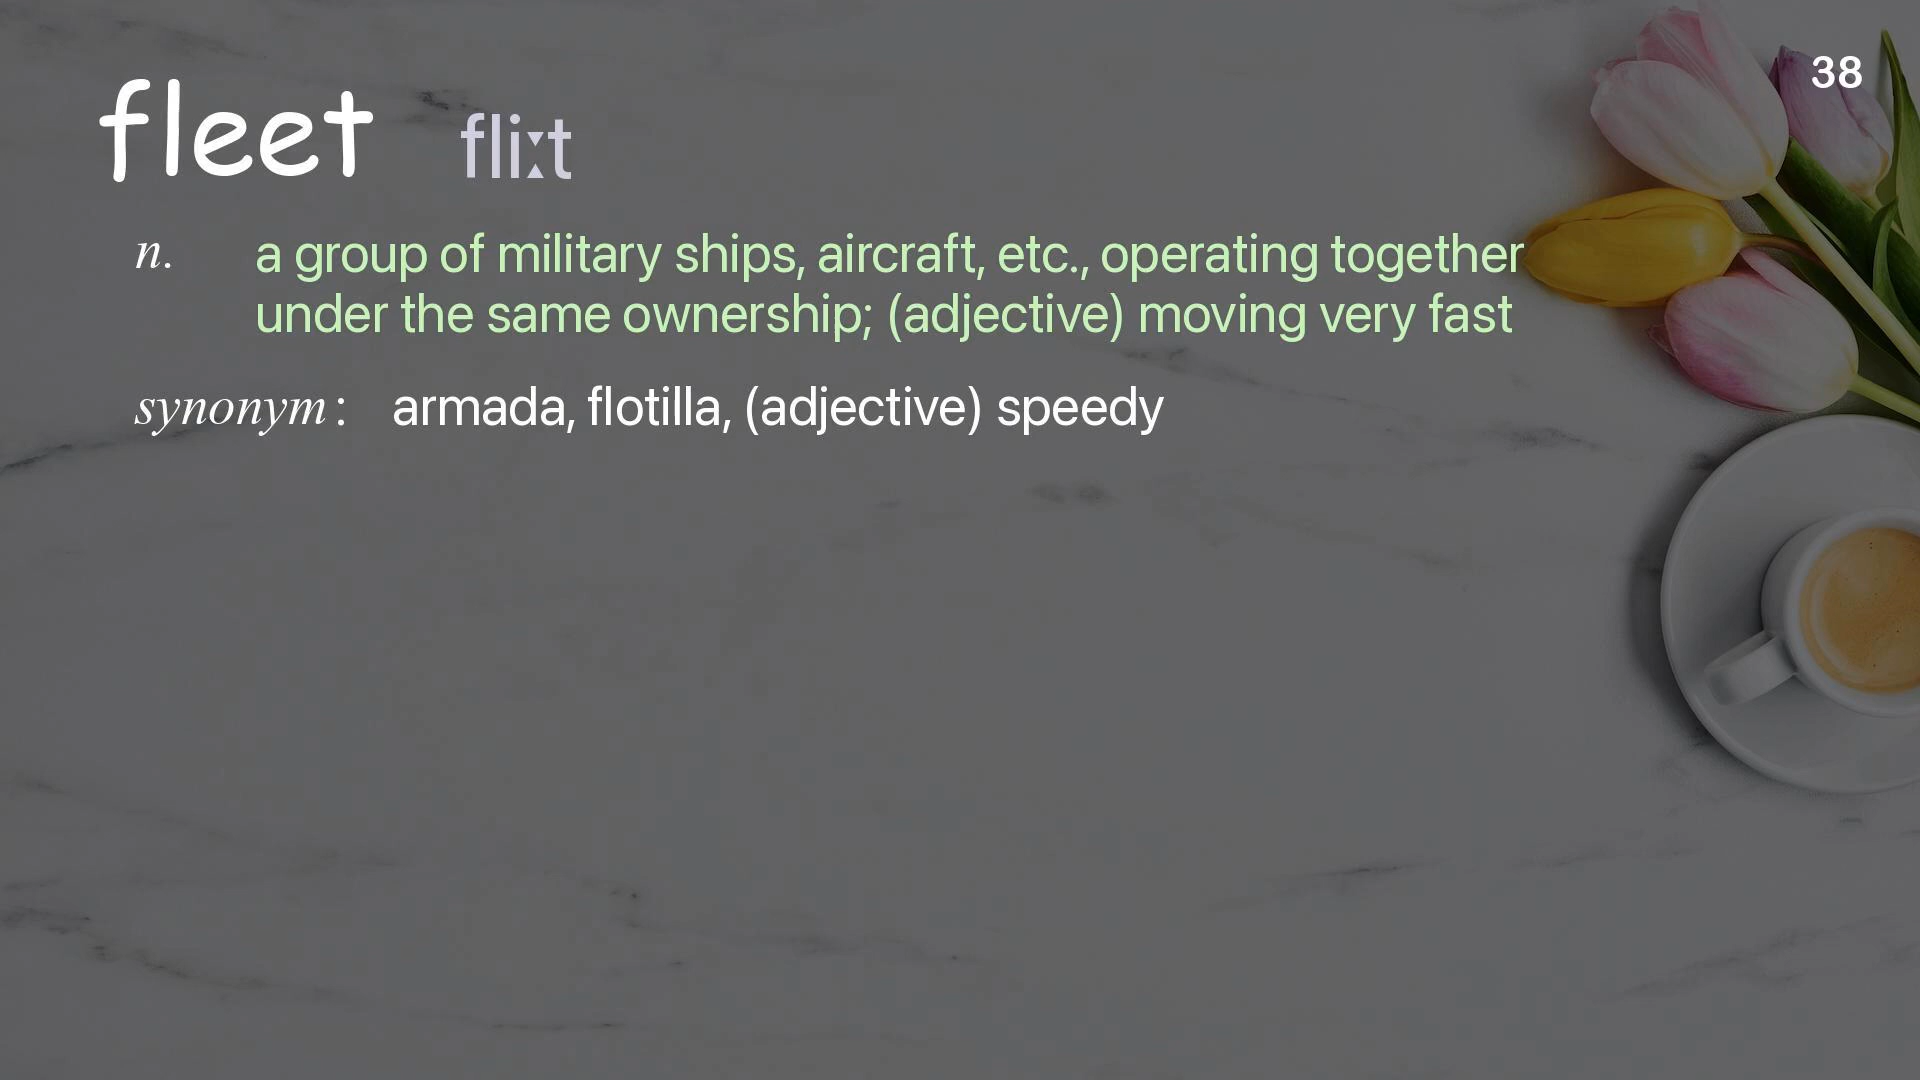 38
fleet fliːt
n. a group of military ships, aircraft, etc., operating together
under the same ownership; (adjective) moving very fast
synonym: armada, flotilla, (adjective) speedy